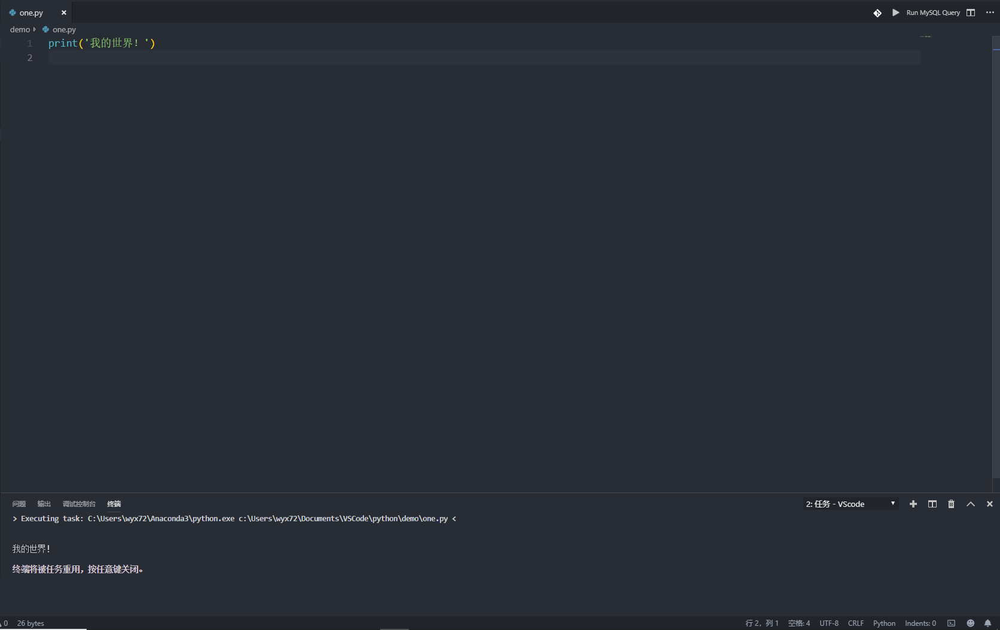 one.py
Run MySQL Query
demo one.py
1 print('我的世界！')
2
问题 输出 调试控制台 终端
2: 任务 - VScode
> Executing task: C:\Users\wyx72\Anaconda3\python.exe c:\Users\wyx72\Documents\VSCode\python\demo\one.py <
我的世界！
终端将被任务重用，按任意键关闭。
0 26 bytes
行 2，列 1 空格: 4 UTF-8 CRLF Python Indents: 0